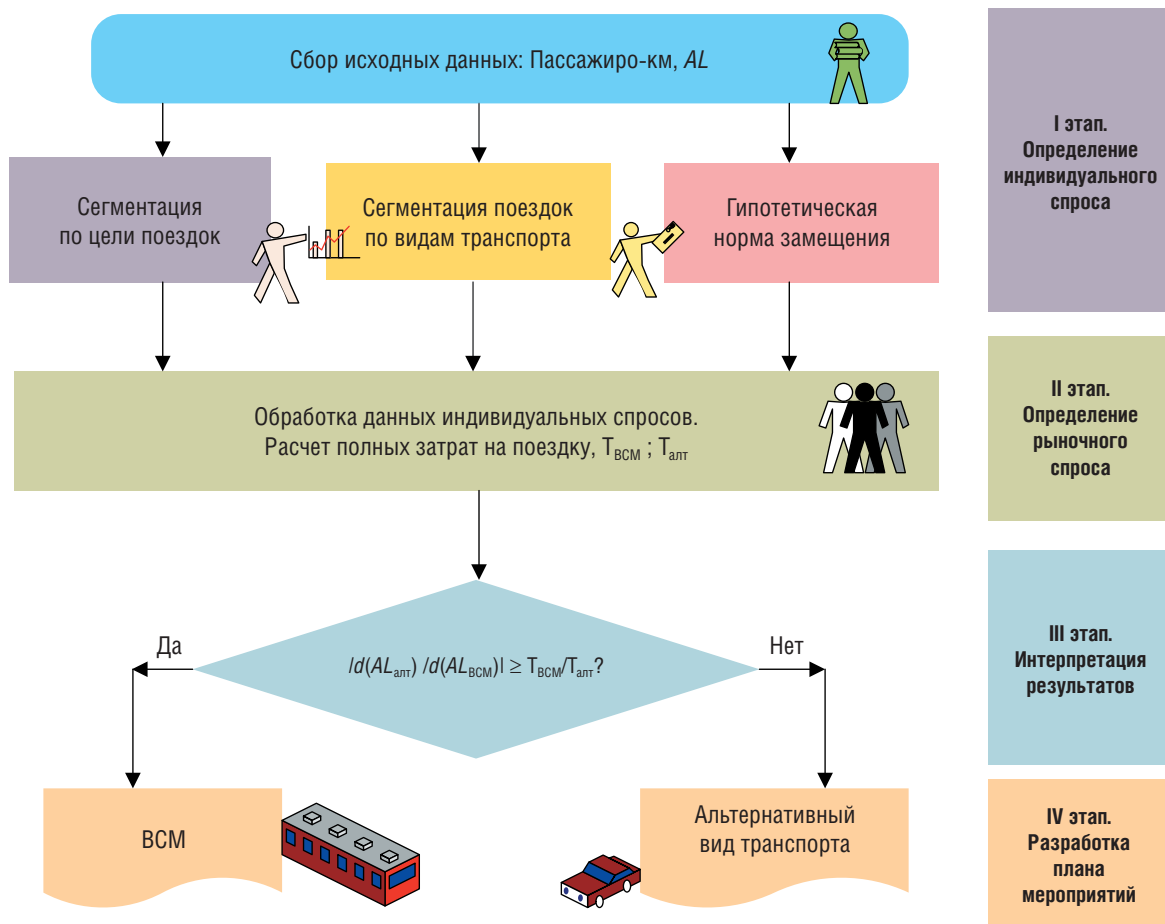 Сбор исходных данных: Пассажиро-км, AL
Сегментация
по цели поездок
Сегментация поездок
по видам транспорта
Гипотетическая
норма замещения
I этап.
Определение
индивидуального
спроса
Обработка данных индивидуальных спросов.
Расчет полных затрат на поездку, Tвсм ; Tалт
II этап.
Определение
рыночного
спроса
Да
|d(ALалт) /d(ALвсм)| ≥ Tвсм/Tалт?
Нет
III этап.
Интерпретация
результатов
ВСМ
Альтернативный
вид транспорта
IV этап.
Разработка
плана
мероприятий